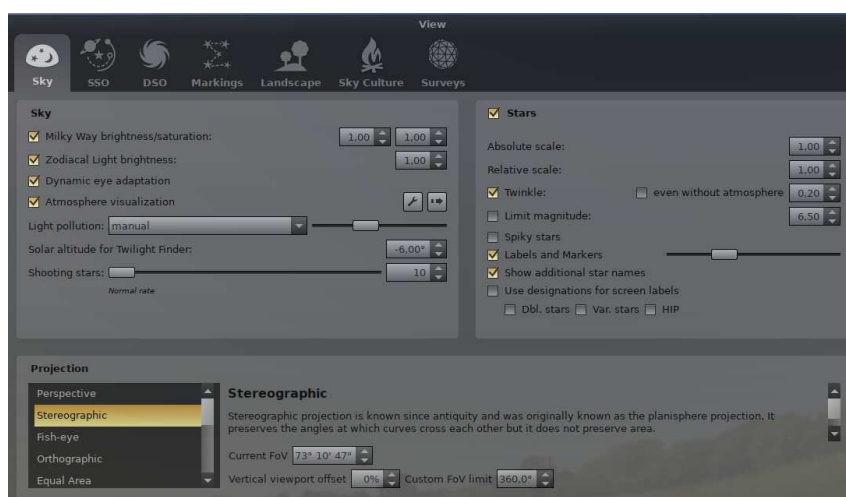 View
Sky SSO DSO Markings Landscape Sky Culture Surveys
Sky
Milky Way brightness/saturation: 1,00 1,00
Zodiacal Light brightness: 1,00
Dynamic eye adaptation
Atmosphere visualization
Light pollution: manual
Solar altitude for Twilight Finder: -6,00°
Shooting stars: 10
Normal rate
Stars
Absolute scale: 1,00
Relative scale: 1,00
Twinkle: even without atmosphere 0,20
Limit magnitude: 6,50
Spiky stars
Labels and Markers
Show additional star names
Use designations for screen labels
Dbl. stars Var. stars HIP
Projection
Perspective
Stereographic
Fish-eye
Orthographic
Equal Area
Stereographic
Stereographic projection is known since antiquity and was originally known as the planisphere projection. It
preserves the angles at which curves cross each other but it does not preserve area.
Current FoV 73° 10' 47"
Vertical viewport offset 0% Custom FoV limit 360,0°